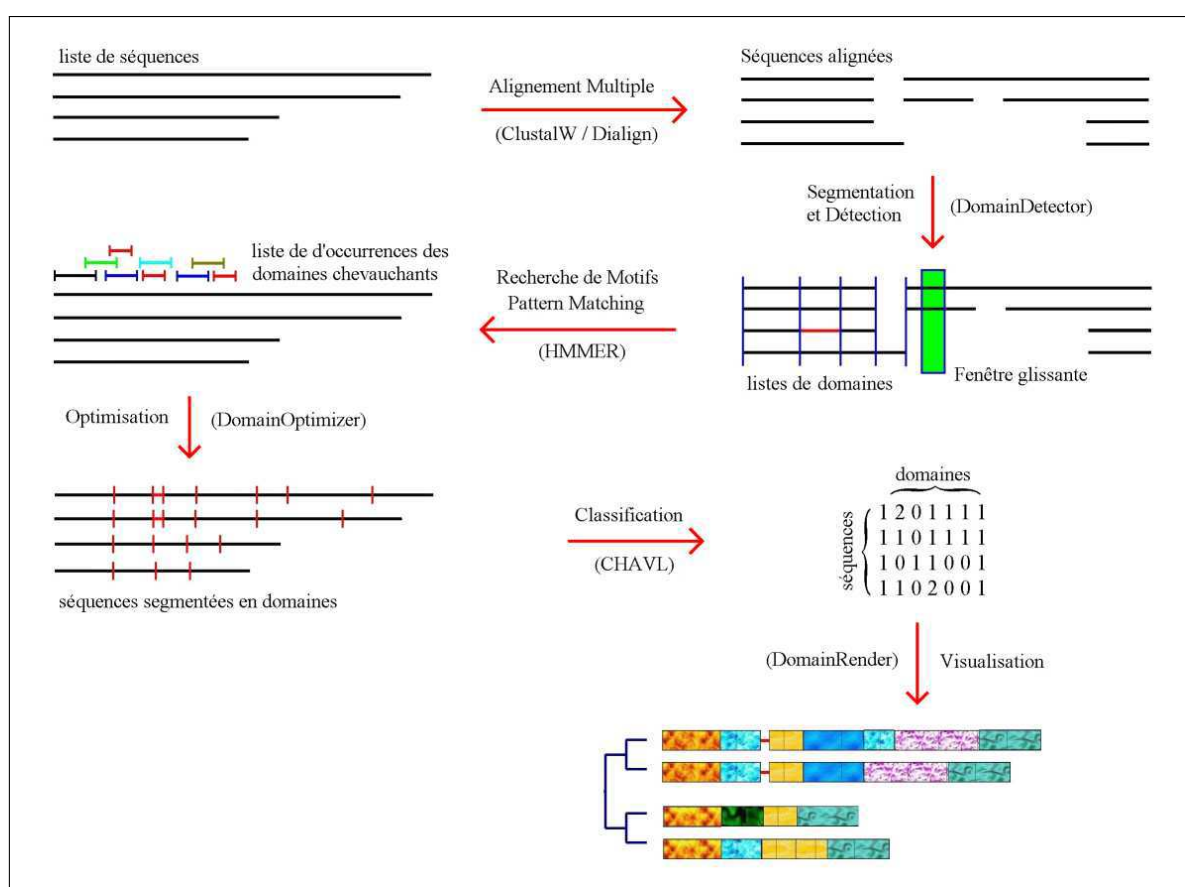 liste de séquences
Alignement Multiple
(ClustalW / Dialign)
Séquences alignées
Segmentation
et Détection
(DomainDetector)
liste de d'occurrences des
domaines chevauchants
Recherche de Motifs
Pattern Matching
(HMMER)
listes de domaines
Fenêtre glissante
Optimisation
(DomainOptimizer)
séquences segmentées en domaines
Classification
(CHAVL)
domaines
séquences
1 2 0 1 1 1 1
1 1 0 1 1 1 1
1 0 1 1 0 0 1
1 1 0 2 0 0 1
(DomainRender)
Visualisation